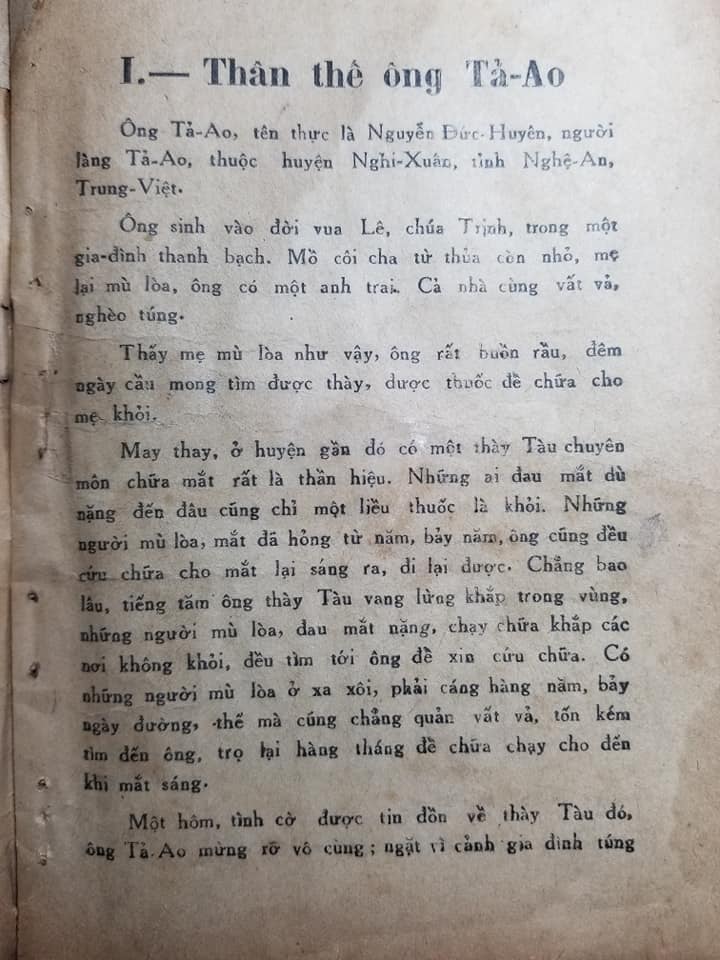 I.— Thân thế ông Tả-Ao
Ông Tả-Ao, tên thực là Nguyễn Đức-Huyên, người
làng Tả-Ao, thuộc huyện Nghi-Xuân, tỉnh Nghệ-An,
Trung-Việt.
Ông sinh vào đời vua Lê, chúa Trịnh, trong một
gia-đình thanh bạch. Mồ côi cha từ thủa còn nhỏ, mẹ
lại mù lòa, ông có một anh trai. Cả nhà cùng vất vả,
nghèo túng.
Thấy mẹ mù lòa như vậy, ông rất buồn rầu, đêm
ngày cầu mong tìm được thày, được thuốc để chữa cho
mẹ khỏi.
May thay, ở huyện gần đó có một thày Tàu chuyên
môn chữa mắt rất là thần hiệu. Những ai đau mắt dù
nặng đến đâu cũng chỉ một liều thuốc là khỏi. Những
người mù lòa, mắt đã hỏng từ năm, bảy năm, ông cũng đều
cứu chữa cho mắt lại sáng ra, đi lại được. Chẳng bao
lâu, tiếng tăm ông thày Tàu vang lừng khắp trong vùng,
những người mù lòa, đau mắt nặng, chạy chữa khắp các
nơi không khỏi, đều tìm tới ông để xin cứu chữa. Có
những người mù lòa ở xa xôi, phải cáng hàng năm, bảy
ngày đường, thế mà cúng chẳng quản vất vả, tốn kém
tìm đến ông, trọ lại hàng tháng để chữa chạy cho đến
khi mắt sáng.
Một hôm, tình cờ được tin đồn về thày Tàu đó,
ông Tả-Ao mừng rỡ vô cùng ; ngặt vì cảnh gia đình túng